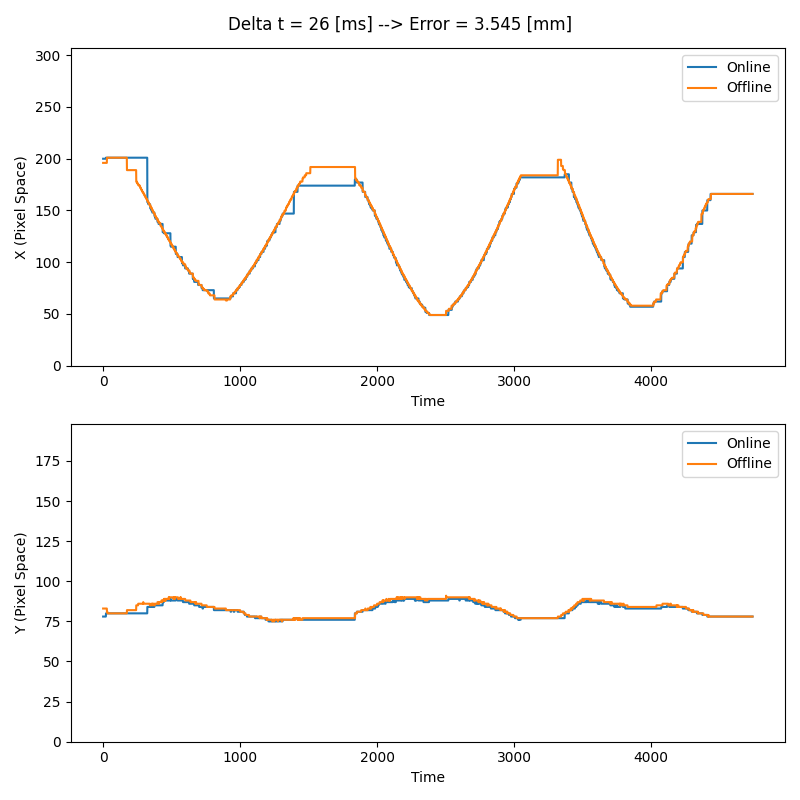 Delta t = 26 [ms] --> Error = 3.545 [mm]
300
250
200
150
100
50
0
X (Pixel Space)
Online
Offline
0
1000
2000
3000
4000
Time
175
150
125
100
75
50
25
0
Y (Pixel Space)
Online
Offline
0
1000
2000
3000
4000
Time